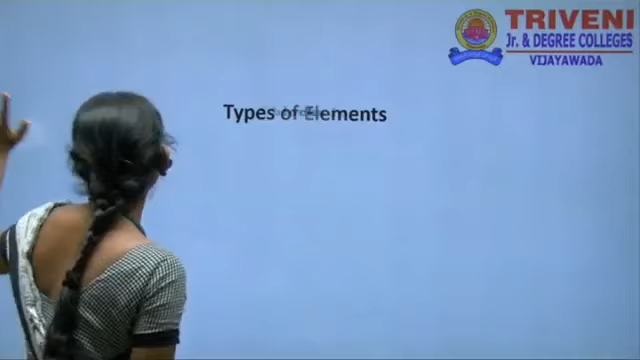 TRIVENI
Jr. & DEGREE COLLEGES
VIJAYAWADA
Types of Elements